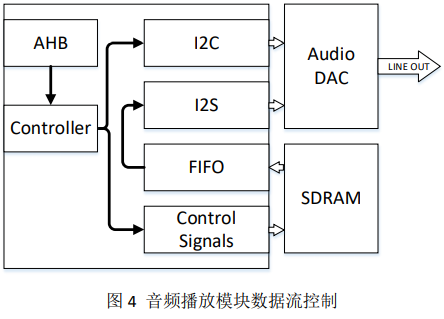 AHB
Controller
I2C
I2S
FIFO
Control
Signals
Audio
DAC
LINE OUT
SDRAM
图 4 音频播放模块数据流控制